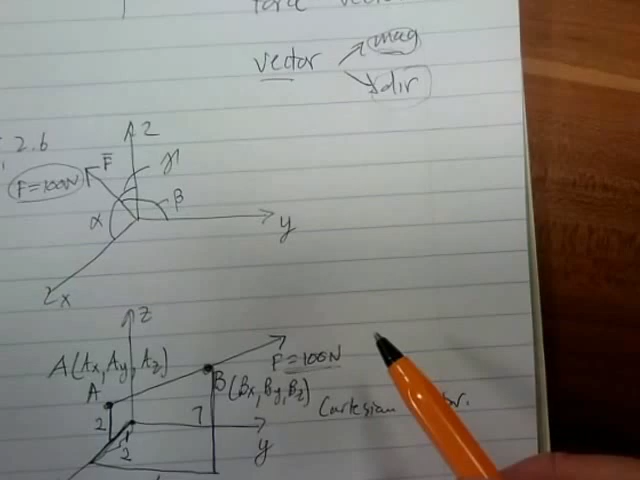 vector
mag
dir
2.6
z
F
γ
F=100N
β
α
y
x
z
A(Ax, Ay, Az)
F=100N
A
B(Bx, By, Bz)
Cartesian
2
7
y
2